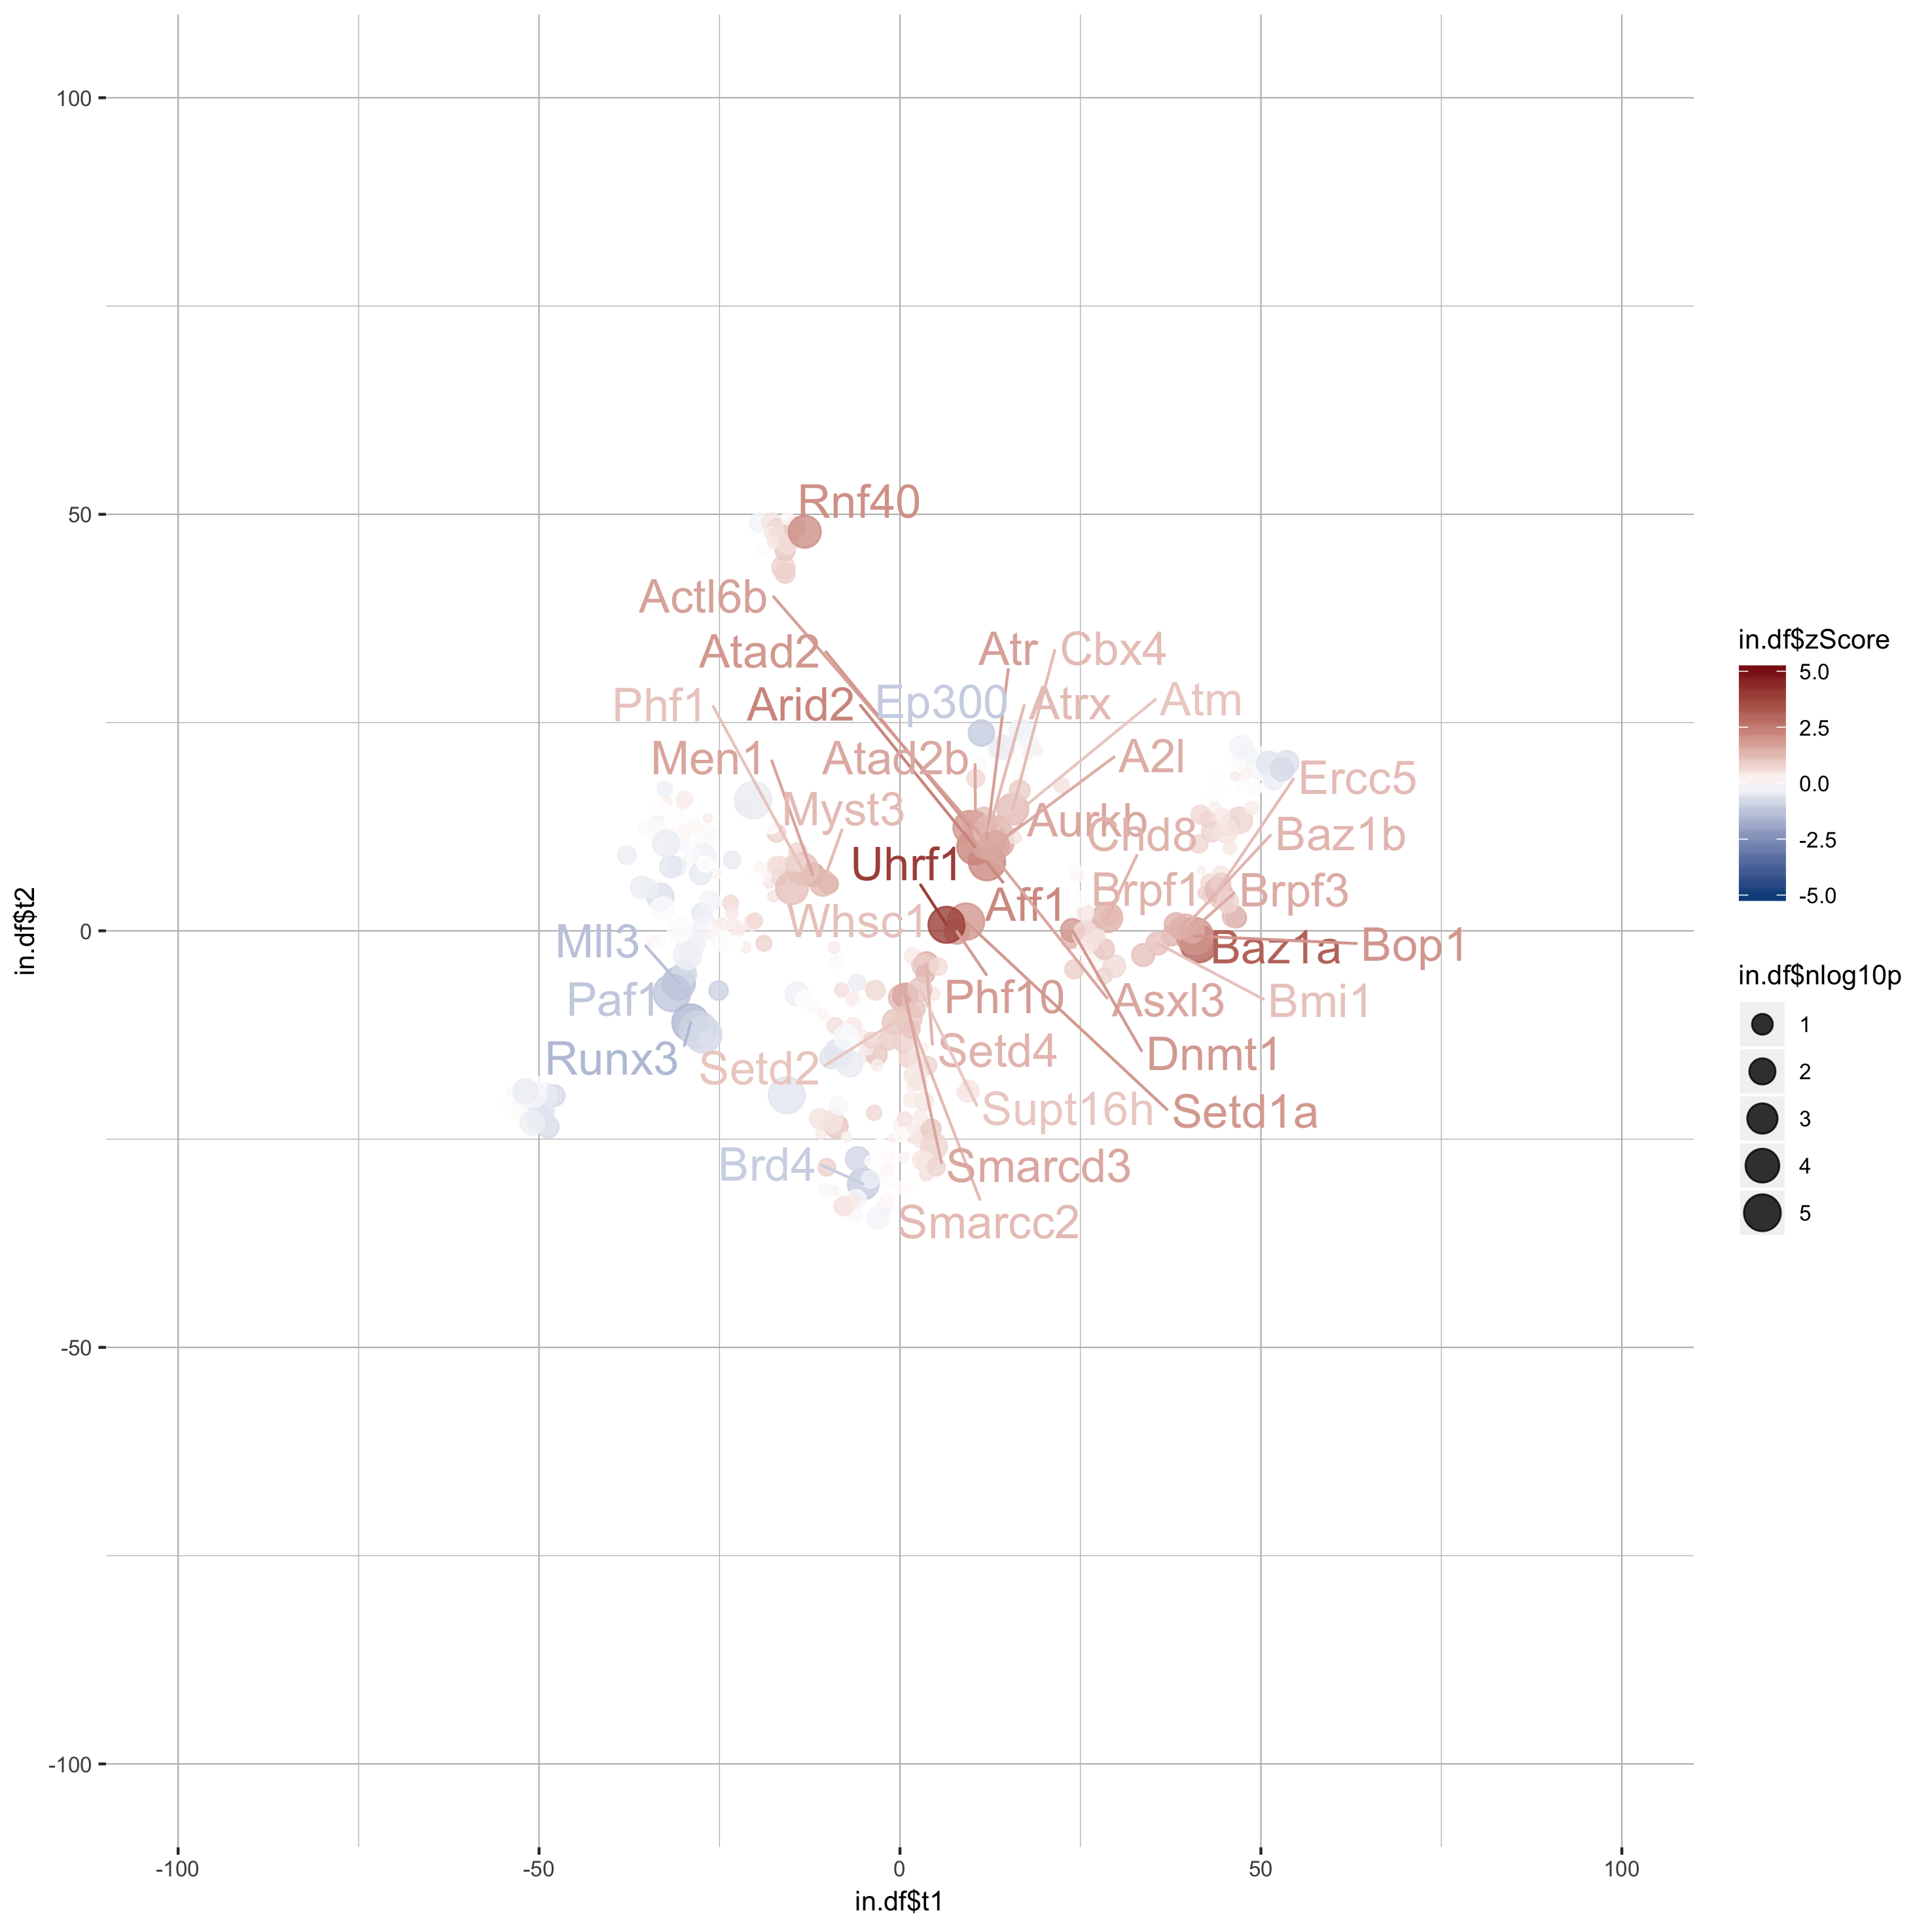 100
50
0
-50
-100
in.df$t2
Rnf40
Actl6b
Atad2
Atr
Cbx4
Phf1
Arid2
Ep300
Atrx
Atm
Men1
Atad2b
A2l
Ercc5
Myst3
Aurkb
Chd8
Baz1b
Uhrf1
Brpf1
Brpf3
Aff1
Whsc1
Mll3
Baz1a
Bop1
Paf1
Phf10
Asxl3
Bmi1
Runx3
Setd2
Setd4
Dnmt1
Supt16h
Setd1a
Brd4
Smarcd3
Smarcc2
-100
-50
0
50
100
in.df$t1
in.df$zScore
5.0
2.5
0.0
-2.5
-5.0
in.df$nlog10p
1
2
3
4
5